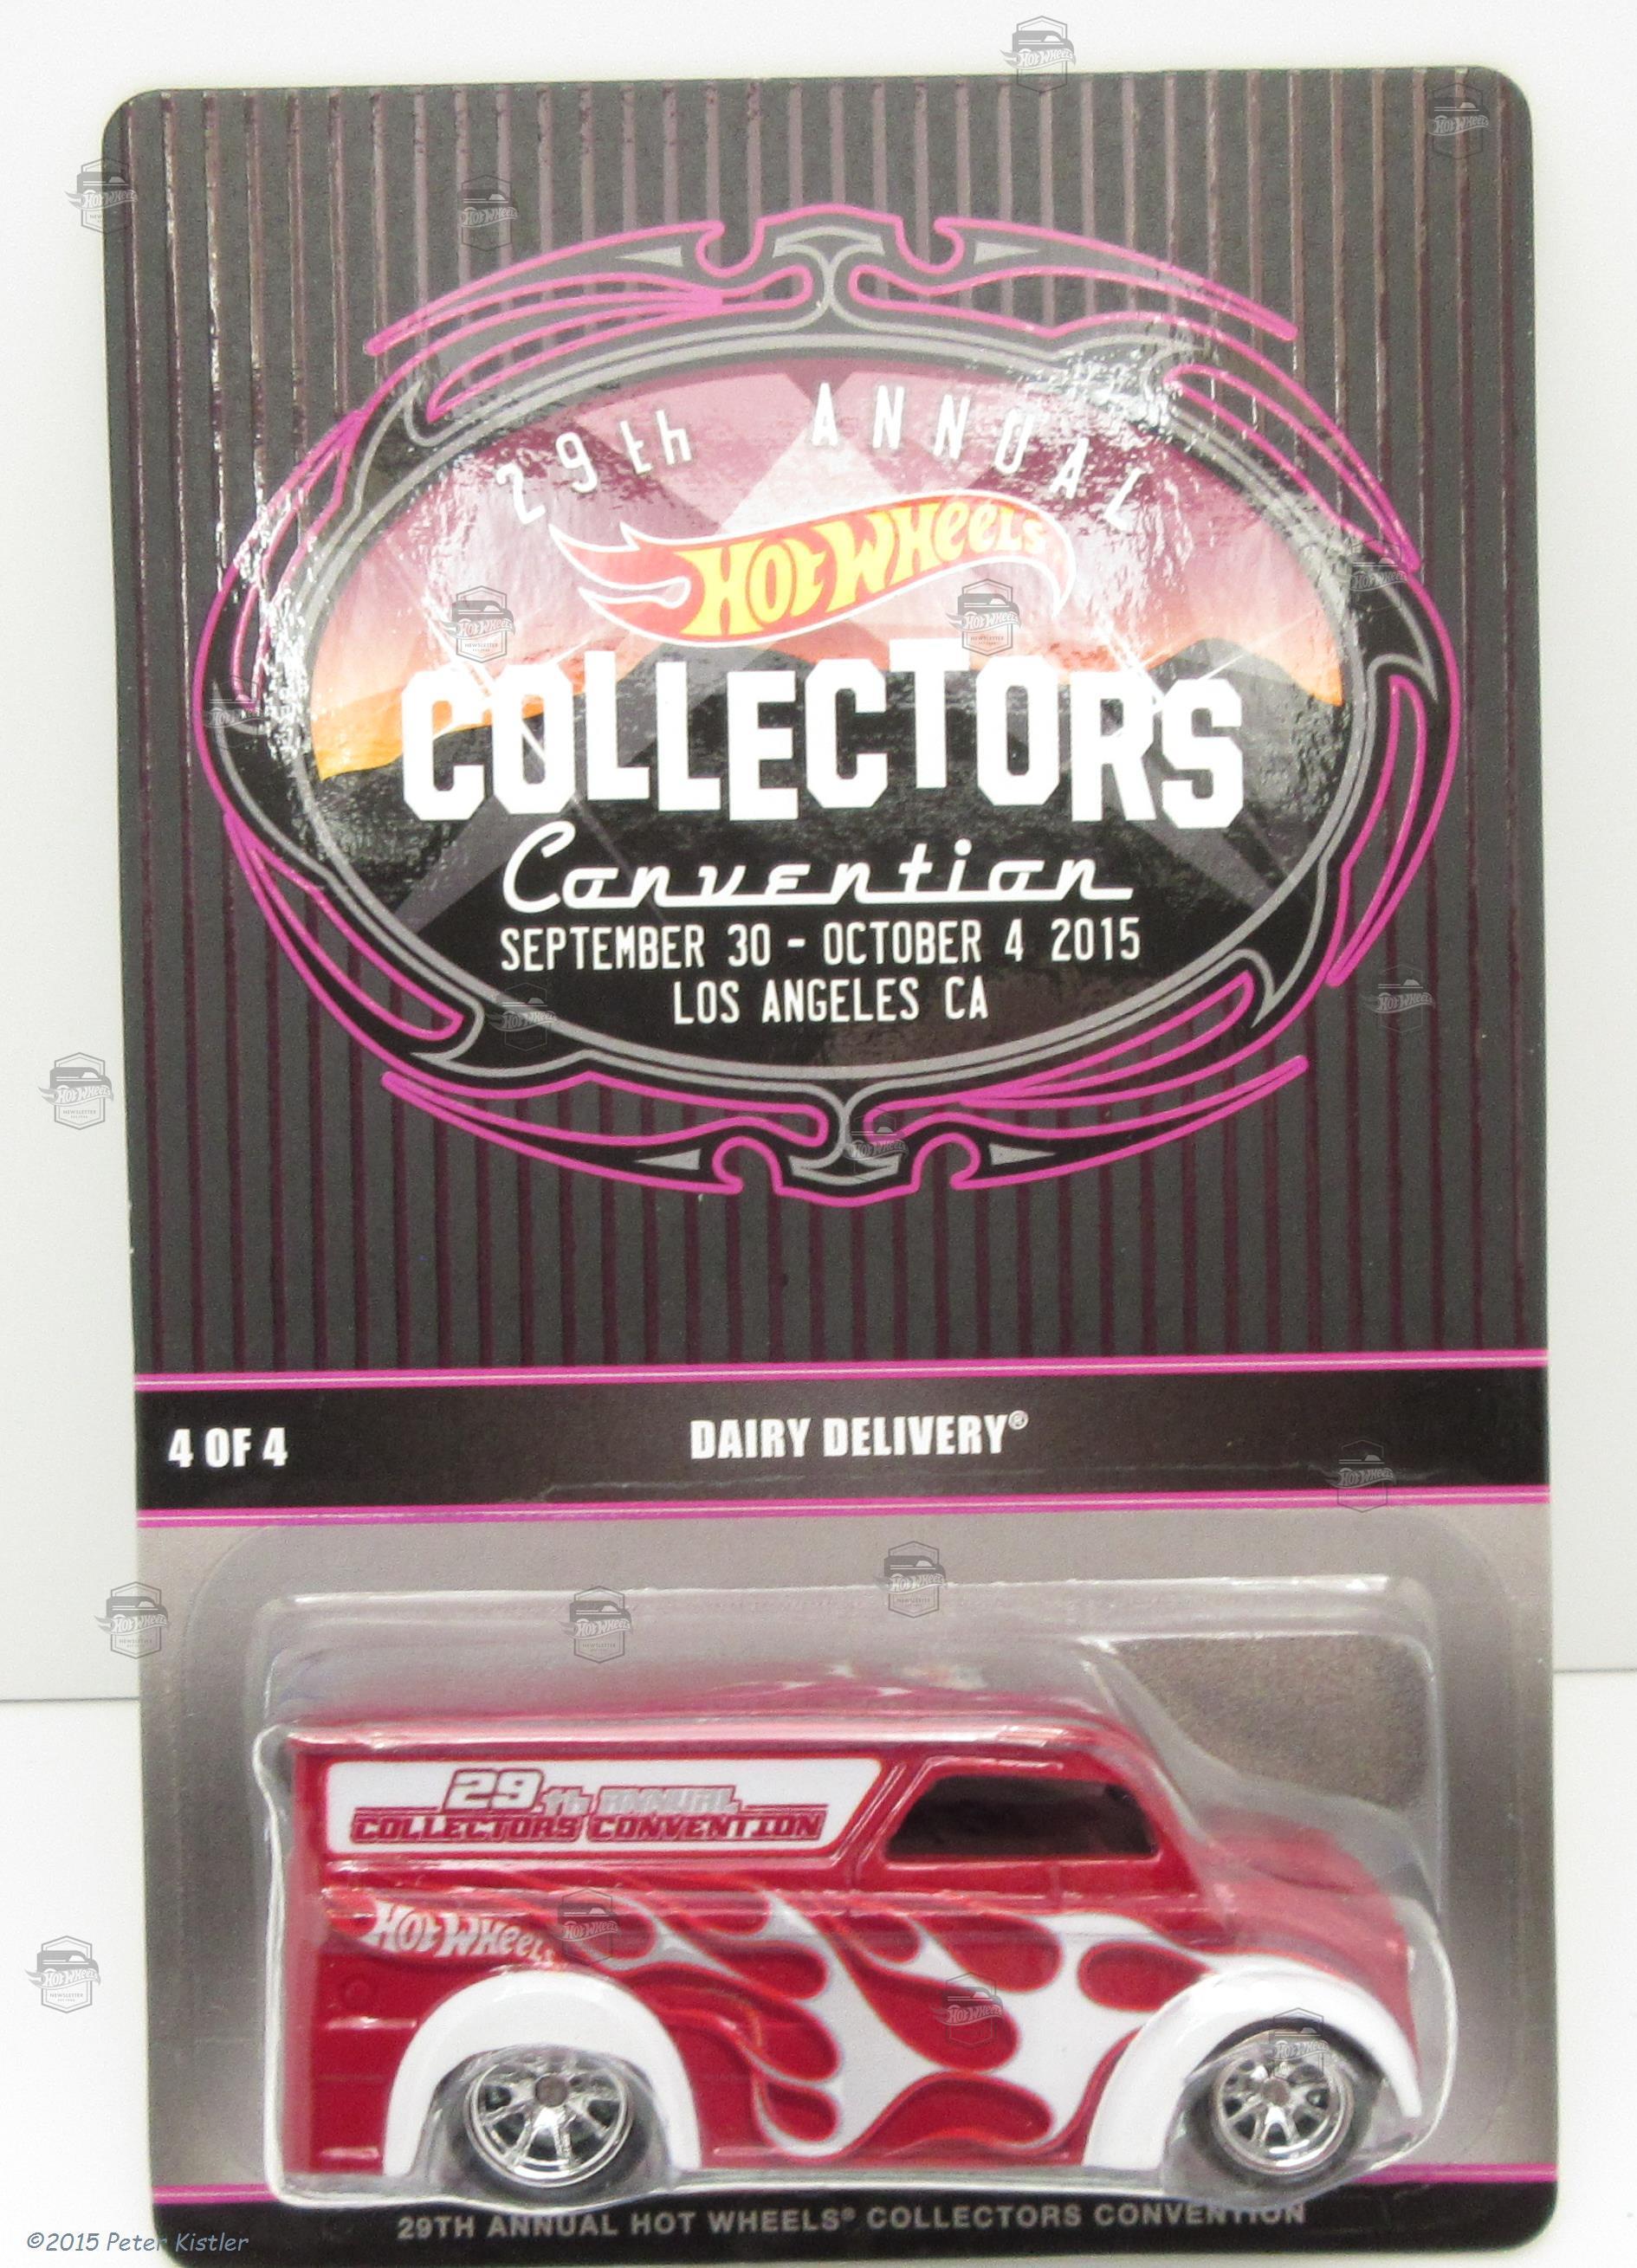 29th ANNUAL
HOT WHEELS
COLLECTORS
Convention
SEPTEMBER 30 - OCTOBER 4 2015
LOS ANGELES CA
4 OF 4
DAIRY DELIVERY®
29th ANNUAL
COLLECTORS CONVENTION
HOT WHEELS
29TH ANNUAL HOT WHEELS® COLLECTORS CONVENTION
©2015 Peter Kistler